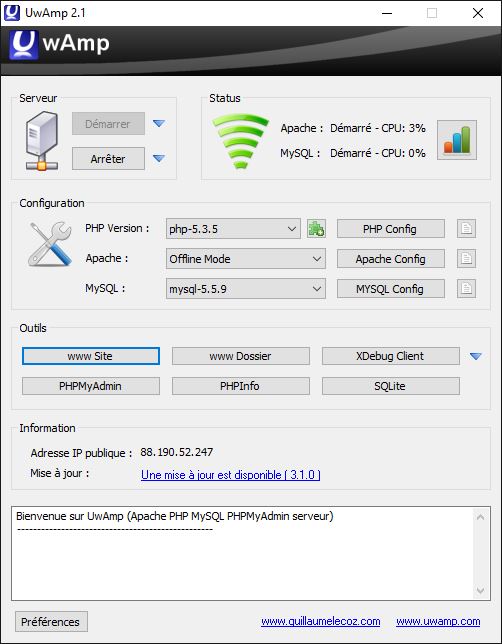 UwAmp 2.1
UwAmp
Serveur
Démarrer
Arrêter
Status
Apache : Démarré - CPU: 3%
MySQL : Démarré - CPU: 0%
Configuration
PHP Version : php-5.3.5 PHP Config
Apache : Offline Mode Apache Config
MySQL : mysql-5.5.9 MYSQL Config
Outils
www Site www Dossier XDebug Client
PHPMyAdmin PHPInfo SQLite
Information
Adresse IP publique : 88.190.52.247
Mise à jour : Une mise à jour est disponible ( 3.1.0 )
Bienvenue sur UwAmp (Apache PHP MySQL PHPMyAdmin serveur)
-------------------------------------------------
Préférences www.guillaumelecoz.com www.uwamp.com